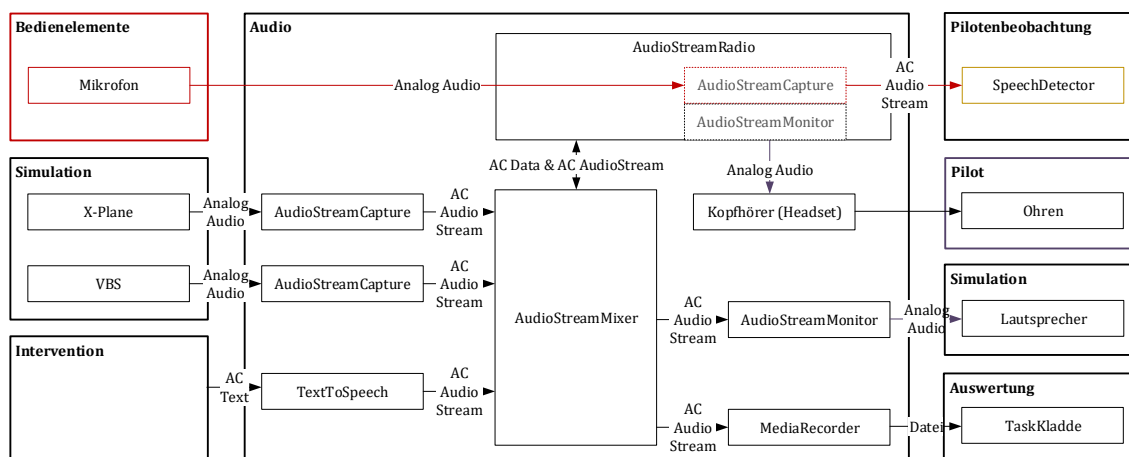 Bedienelemente
Audio
Pilotenbeobachtung
AudioStreamRadio
Mikrofon
Analog Audio
AudioStreamCapture
AC
Audio
Stream
SpeechDetector
AudioStreamMonitor
Simulation
AC Data & AC AudioStream
Analog Audio
Pilot
X-Plane
Analog
Audio
AudioStreamCapture
AC
Audio
Stream
Kopfhörer (Headset)
Ohren
VBS
Analog
Audio
AudioStreamCapture
AC
Audio
Stream
Simulation
AudioStreamMixer
AC
Audio
Stream
AudioStreamMonitor
Analog
Audio
Lautsprecher
Intervention
AC
Text
TextToSpeech
AC
Audio
Stream
Auswertung
AC
Audio
Stream
MediaRecorder
Datei
TaskKladde